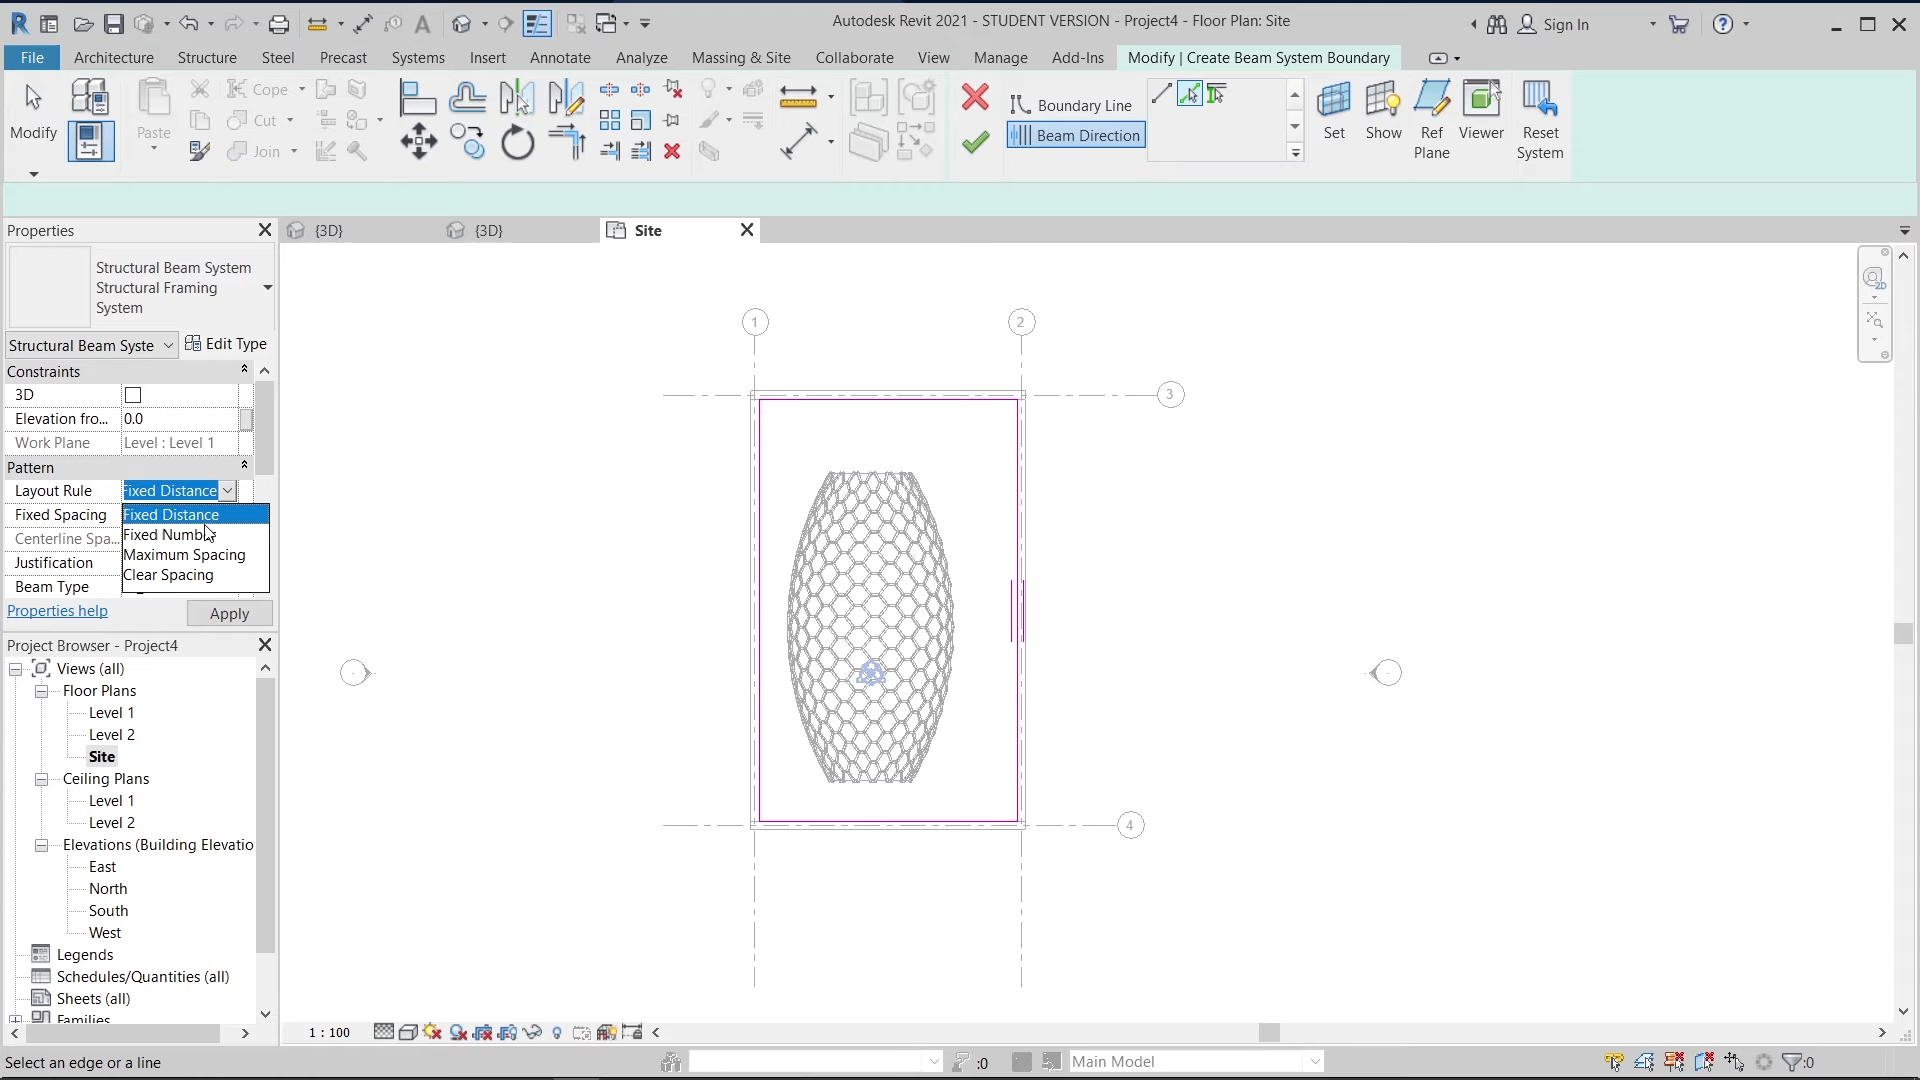 Autodesk Revit 2021 - STUDENT VERSION - Project4 - Floor Plan: Site
Sign In
File
Architecture
Structure
Steel
Precast
Systems
Insert
Annotate
Analyze
Massing & Site
Collaborate
View
Manage
Add-Ins
Modify | Create Beam System Boundary
Modify
Paste
Cope
Cut
Join
Boundary Line
Beam Direction
Set
Show
Ref
Plane
Viewer
Reset
System
Properties
{3D}
{3D}
Site
Structural Beam System
Structural Framing
System
Structural Beam Syste
Edit Type
Constraints
3D
Elevation fro... 0.0
Work Plane Level : Level 1
Pattern
Layout Rule Fixed Distance
Fixed Spacing
Centerline Spa...
Justification
Beam Type
Fixed Distance
Fixed Number
Maximum Spacing
Clear Spacing
Properties help
Apply
Project Browser - Project4
Views (all)
Floor Plans
Level 1
Level 2
Site
Ceiling Plans
Level 1
Level 2
Elevations (Building Elevatio
East
North
South
West
Legends
Schedules/Quantities (all)
Sheets (all)
Families
1
2
3
4
2D
1 : 100
Select an edge or a line
:0
Main Model
:0